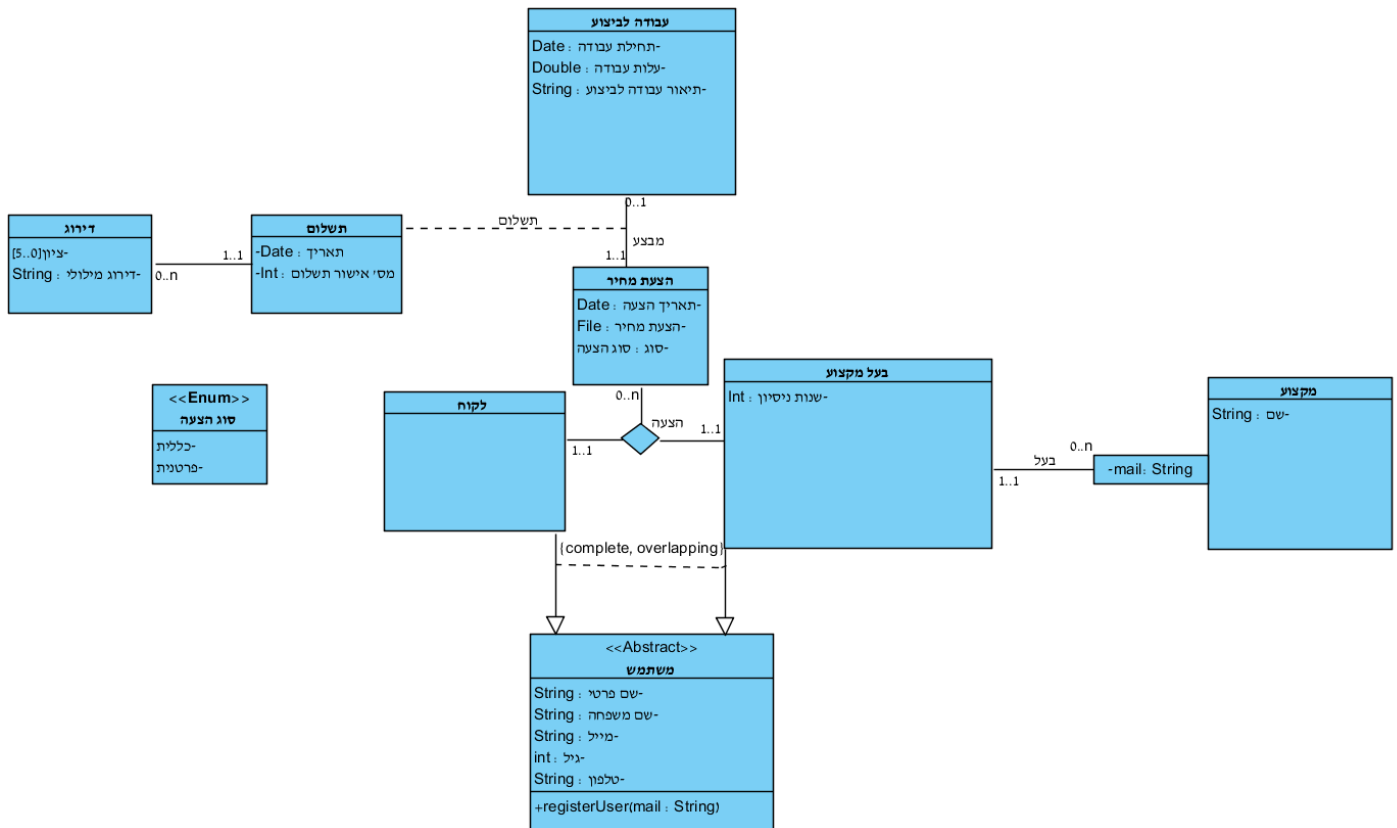 עבודה לביצוע
-תחילת עבודה : Date
-עלות עבודה : Double
-תיאור עבודה לביצוע : String
0..1
תשלום
מבצע
1..1
דירוג
-ציון[0..5]
-דירוג מילולי : String
0..n
1..1
תשלום
-Date : תאריך
-Int : מס׳ אישור תשלום
הצעת מחיר
-תאריך הצעה : Date
-הצעת מחיר : File
-סוג : סוג הצעה
0..n
הצעה
1..1
1..1
<<Enum>>
סוג הצעה
-כללית
-פרטנית
לקוח
בעל מקצוע
-שנות ניסיון : Int
1..1
בעל
0..n
-mail: String
מקצוע
-שם : String
{complete, overlapping}
<<Abstract>>
משתמש
-שם פרטי : String
-שם משפחה : String
-מייל : String
-גיל : int
-טלפון : String
+registerUser(mail : String)